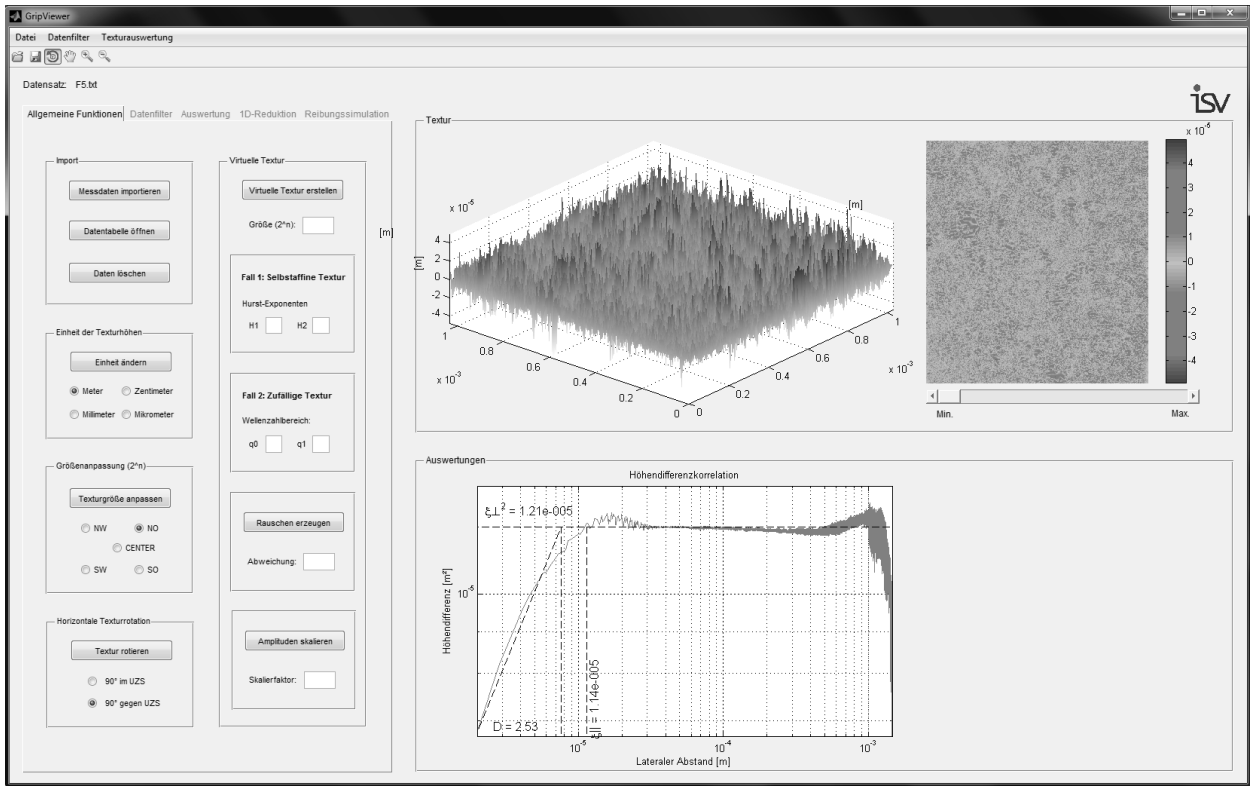 GripViewer
Datei Datenfilter Texturauswertung
Datensatz: F5.txt
isv
Allgemeine Funktionen Datenfilter Auswertung 1D-Reduktion Reibungssimulation
Import
Messdaten importieren
Datentabelle öffnen
Daten löschen
Einheit der Texturhöhen
Einheit ändern
Meter Zentimeter
Millimeter Mikrometer
Größenanpassung (2^n)
Texturgröße anpassen
NW NO
CENTER
SW SO
Horizontale Texturrotation
Textur rotieren
90° im UZS
90° gegen UZS
Virtuelle Textur
Virtuelle Textur erstellen
Größe (2^n):
Fall 1: Selbstaffine Textur
Hurst-Exponenten
H1 H2
Fall 2: Zufällige Textur
Wellenzahlbereich:
q0 q1
Rauschen erzeugen
Abweichung:
Amplituden skalieren
Skalierfaktor:
[m]
Textur
x 10^-5
[m]
4
2
0
-2
-4
[m]
1
0.8
0.6
0.4
0.2
0
x 10^-3
0
0.2
0.4
0.6
0.8
1
x 10^-3
x 10^-5
4
3
2
1
0
-1
-2
-3
-4
Min. Max.
Auswertungen
Höhendifferenzkorrelation
ξ⊥² = 1.21e-005
Höhendifferenz [m²]
10^-5
D = 2.53
ξ|| = 1.14e-005
10^-5 10^-4 10^-3
Lateraler Abstand [m]